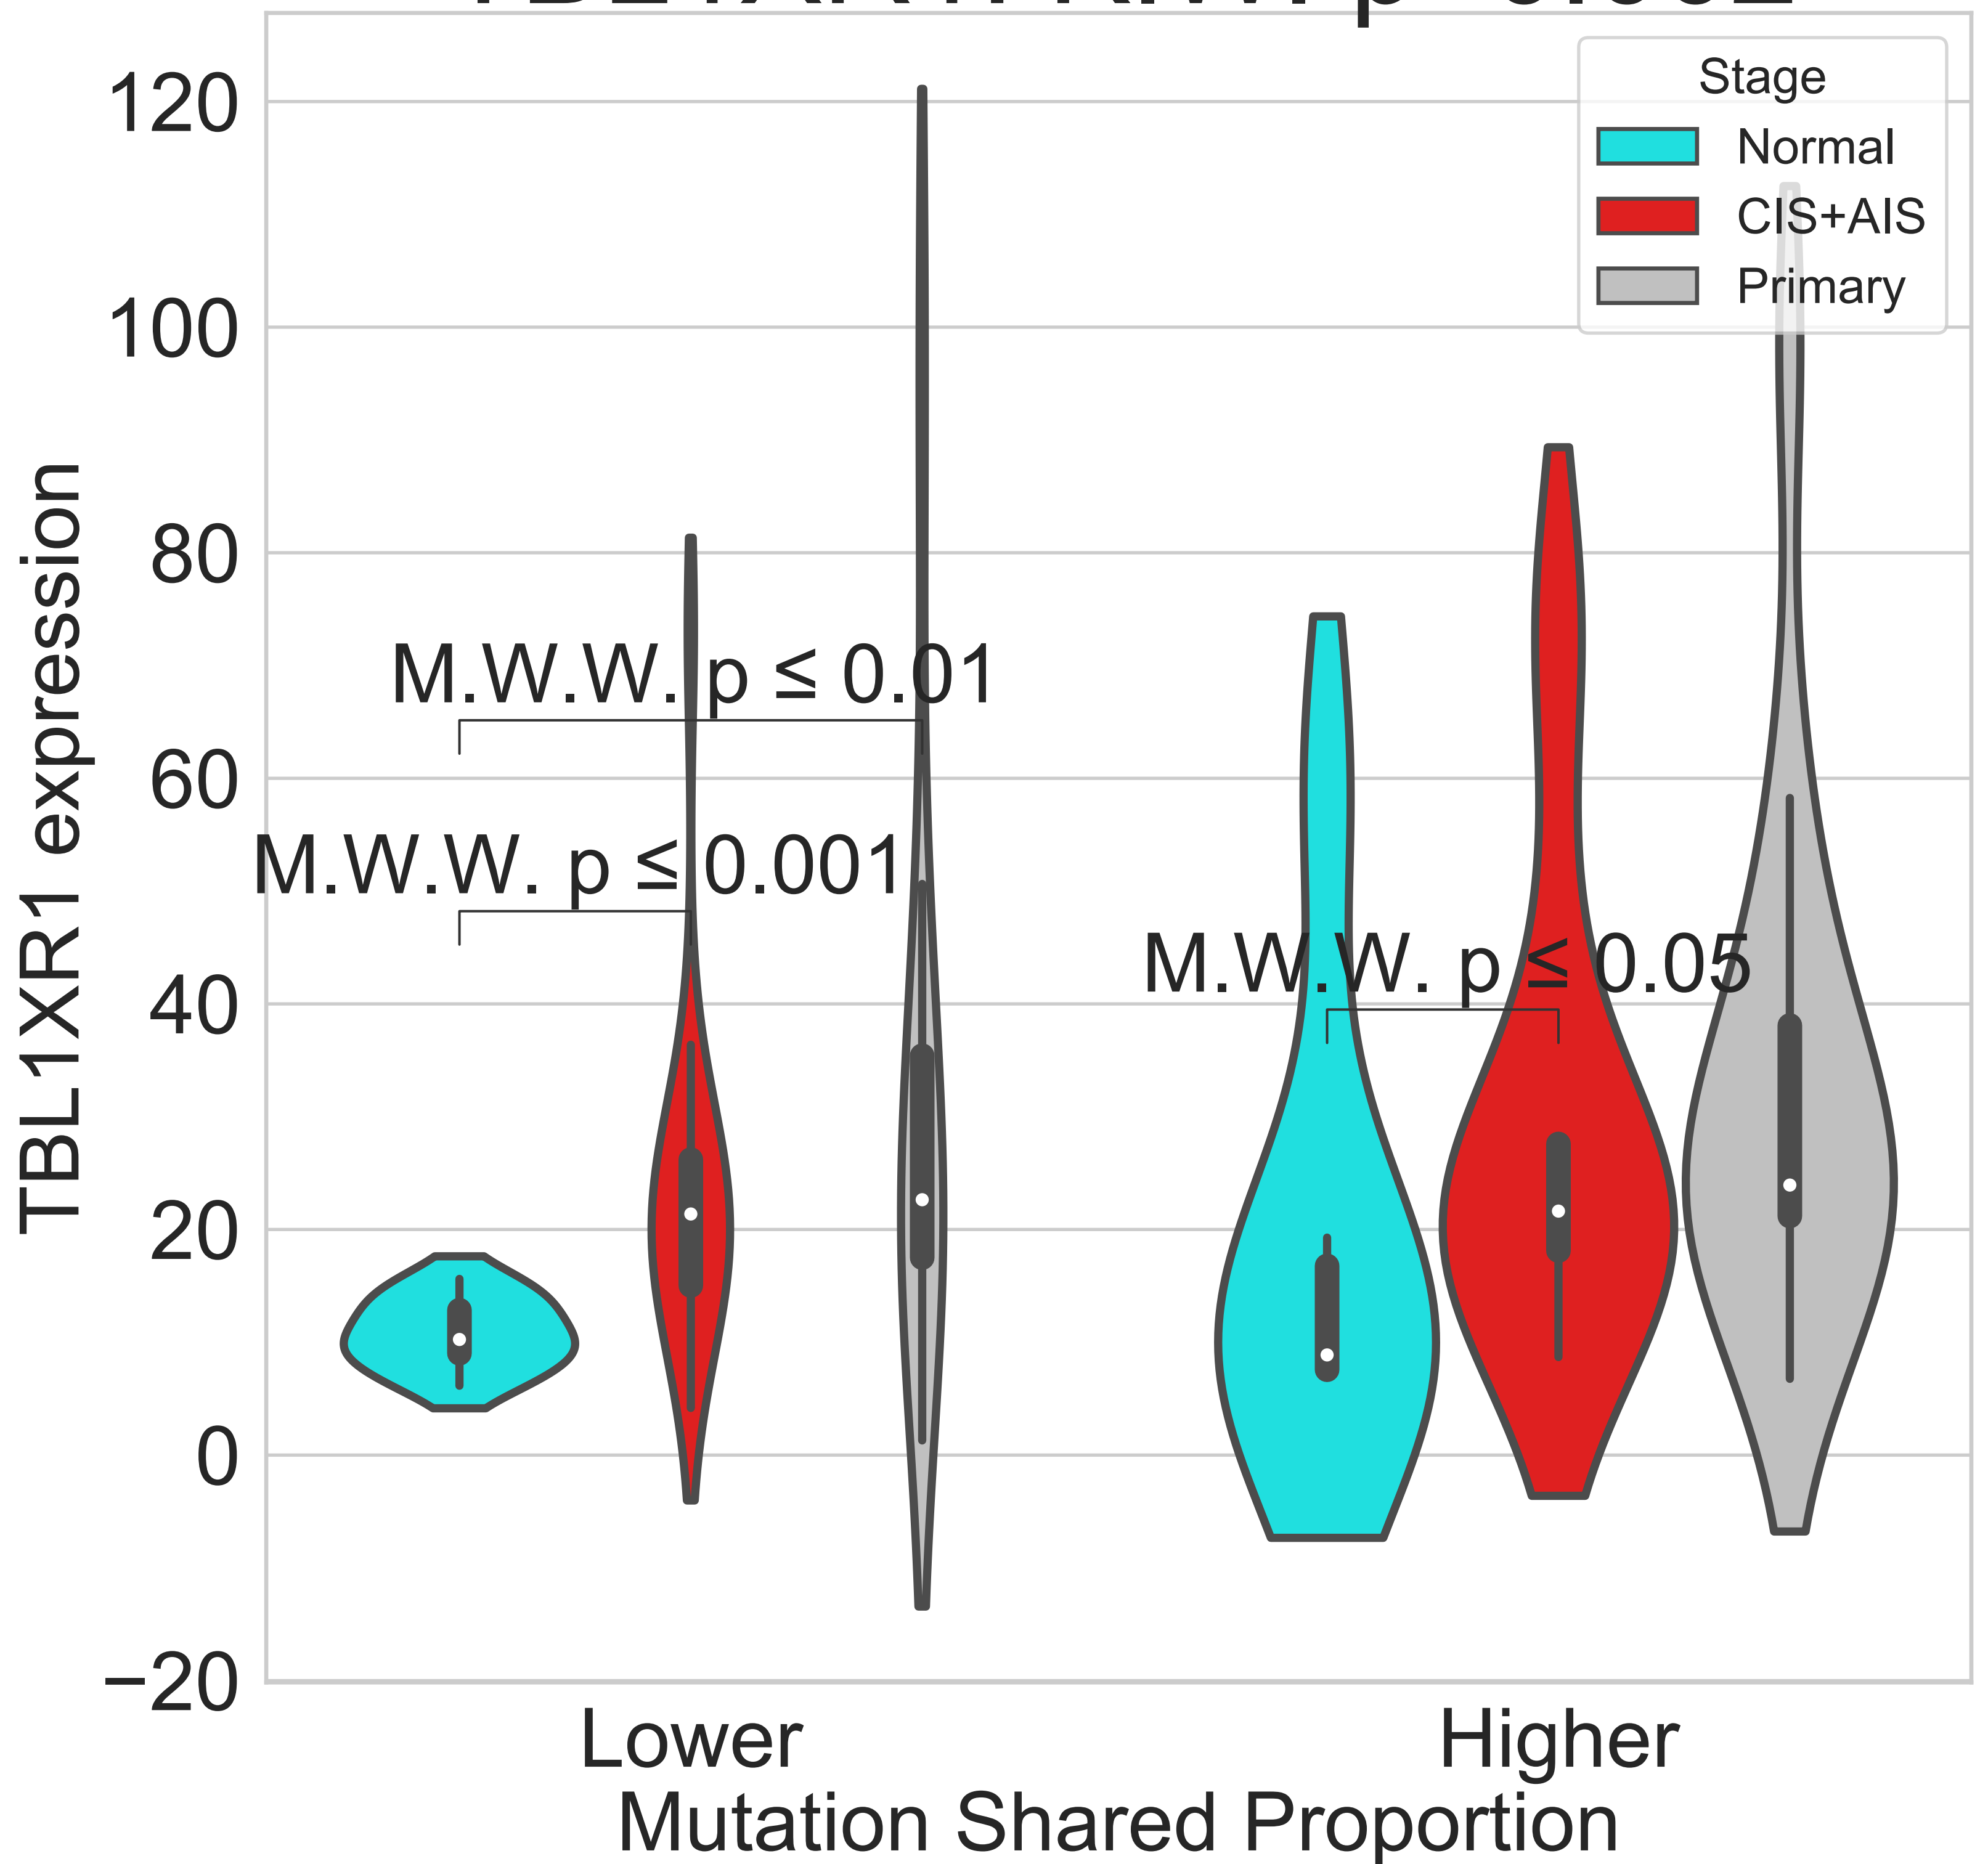 Stage
Normal
CIS+AIS
Primary
120
100
80
60
40
20
0
−20
TBL1XR1 expression
M.W.W. p ≤ 0.01
M.W.W. p ≤ 0.001
M.W.W. p ≤ 0.05
Lower
Higher
Mutation Shared Proportion